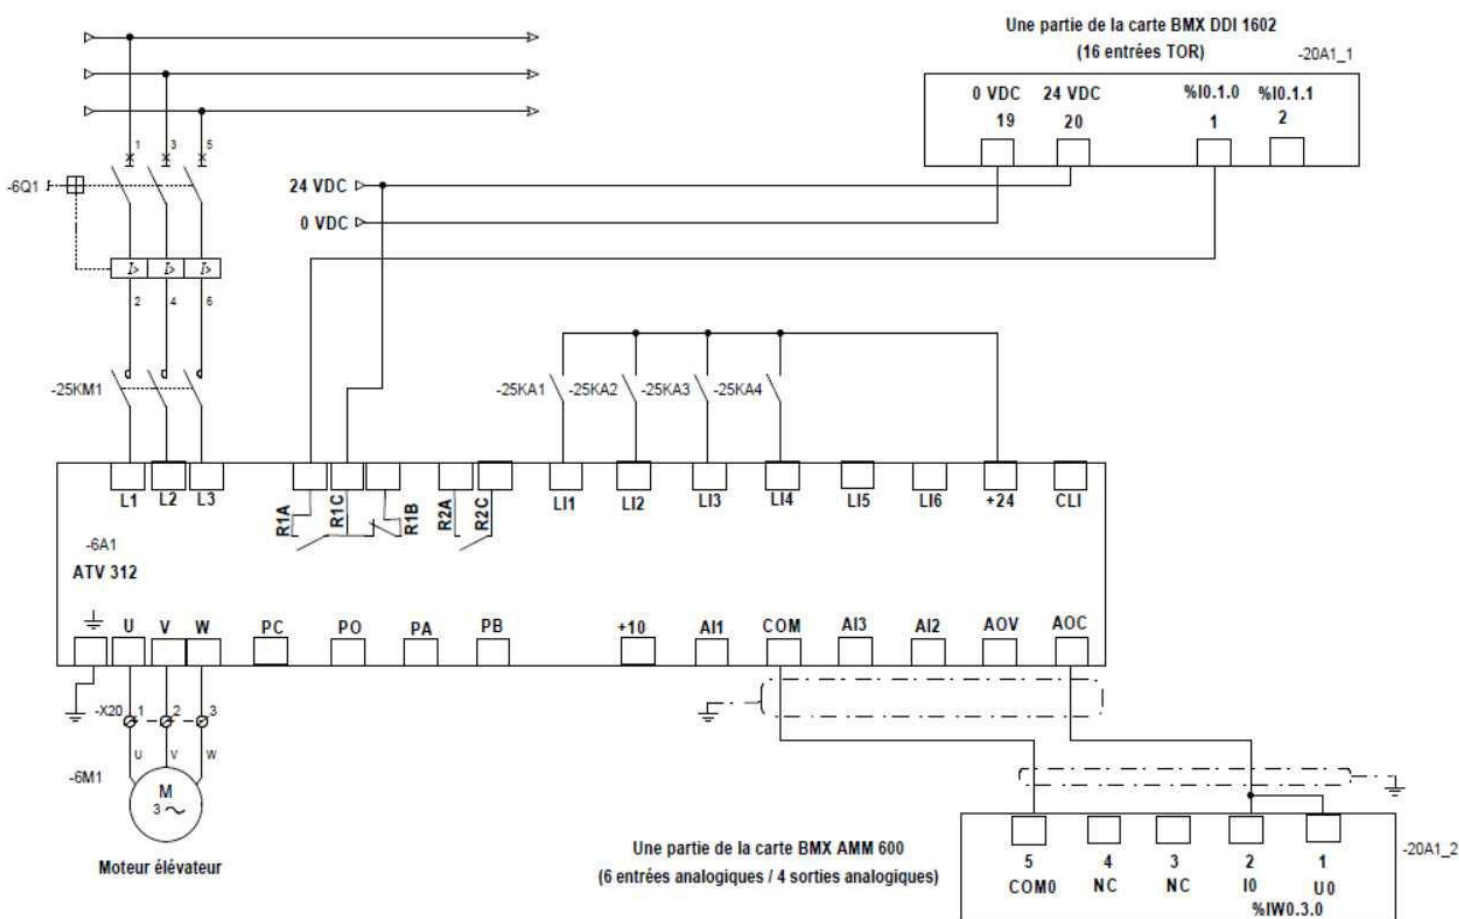 Une partie de la carte BMX DDI 1602
(16 entrées TOR)
-20A1_1
0 VDC 24 VDC %I0.1.0 %I0.1.1
19 20 1 2
1 3 5
-6Q1
24 VDC
0 VDC
I> I> I>
2 4 6
-25KM1
-25KA1 -25KA2 -25KA3 -25KA4
L1 L2 L3 R1A R1C R1B R2A R2C LI1 LI2 LI3 LI4 LI5 LI6 +24 CLI
-6A1
ATV 312
U V W PC PO PA PB +10 AI1 COM AI3 AI2 AOV AOC
-X20 1 2 3
U V W
-6M1
M
3
Moteur élévateur
Une partie de la carte BMX AMM 600
(6 entrées analogiques / 4 sorties analogiques)
-20A1_2
5 4 3 2 1
COM0 NC NC I0 U0
%IW0.3.0